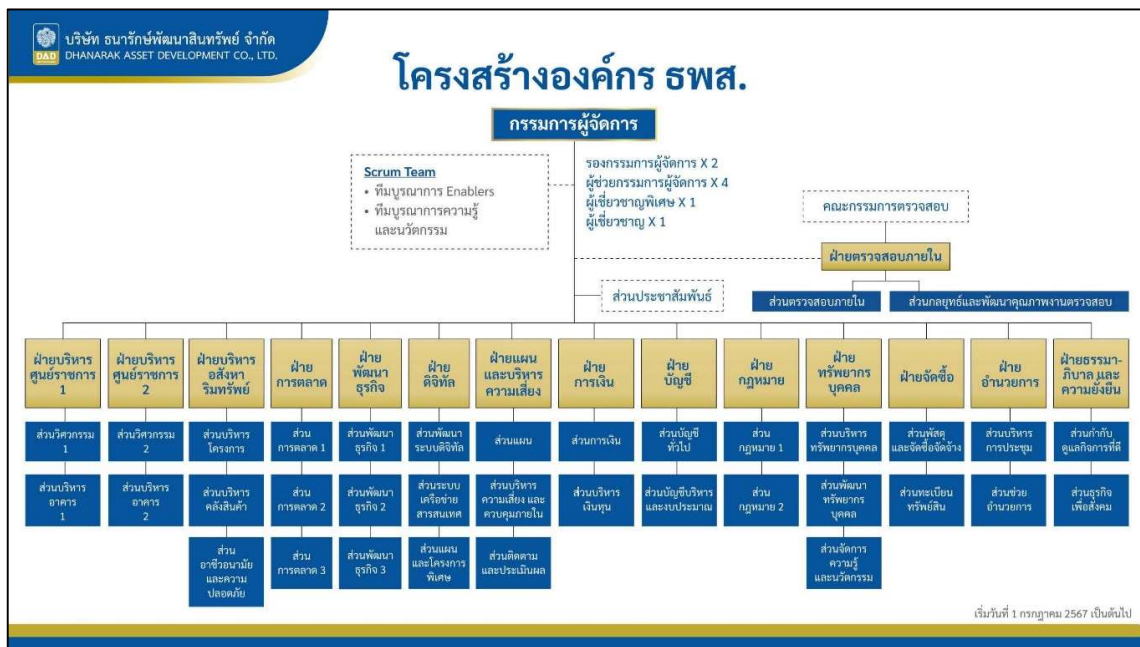 บริษัท ธนารักษ์พัฒนาสินทรัพย์ จำกัด
DAD
DHANARAK ASSET DEVELOPMENT CO., LTD.
โครงสร้างองค์กร ธพส.
กรรมการผู้จัดการ
Scrum Team
• ทีมบูรณาการ Enablers
• ทีมบูรณาการความรู้
และนวัตกรรม
รองกรรมการผู้จัดการ X 2
ผู้ช่วยกรรมการผู้จัดการ X 4
ผู้เชี่ยวชาญพิเศษ X 1
ผู้เชี่ยวชาญ X 1
คณะกรรมการตรวจสอบ
ฝ่ายตรวจสอบภายใน
ส่วนประชาสัมพันธ์
ส่วนตรวจสอบภายใน
ส่วนกลยุทธ์และพัฒนาคุณภาพงานตรวจสอบ
ฝ่ายบริหาร
ศูนย์ราชการ
1
ส่วนวิศวกรรม
1
ส่วนบริหาร
อาคาร
1
ฝ่ายบริหาร
ศูนย์ราชการ
2
ส่วนวิศวกรรม
2
ส่วนบริหาร
อาคาร
2
ฝ่ายบริหาร
อสังหา
ริมทรัพย์
ส่วนบริหาร
โครงการ
ส่วนบริหาร
คลังสินค้า
ส่วน
อาชีวอนามัย
และความ
ปลอดภัย
ฝ่าย
การตลาด
ส่วน
การตลาด 1
ส่วน
การตลาด 2
ส่วน
การตลาด 3
ฝ่าย
พัฒนา
ธุรกิจ
ส่วนพัฒนา
ธุรกิจ 1
ส่วนพัฒนา
ธุรกิจ 2
ส่วนพัฒนา
ธุรกิจ 3
ฝ่าย
ดิจิทัล
ส่วนพัฒนา
ระบบดิจิทัล
ส่วนระบบ
เครือข่าย
สารสนเทศ
ส่วนแผน
และโครงการ
พิเศษ
ฝ่ายแผน
และบริหาร
ความเสี่ยง
ส่วนแผน
ส่วนบริหาร
ความเสี่ยง และ
ควบคุมภายใน
ส่วนติดตาม
และประเมินผล
ฝ่าย
การเงิน
ส่วนการเงิน
ส่วนบริหาร
เงินทุน
ฝ่าย
บัญชี
ส่วนบัญชี
ทั่วไป
ส่วนบัญชีบริหาร
และงบประมาณ
ฝ่าย
กฎหมาย
ส่วน
กฎหมาย 1
ส่วน
กฎหมาย 2
ฝ่าย
ทรัพยากร
บุคคล
ส่วนบริหาร
ทรัพยากรบุคคล
ส่วนพัฒนา
ทรัพยากร
บุคคล
ส่วนจัดการ
ความรู้
และนวัตกรรม
ฝ่ายจัดซื้อ
ส่วนพัสดุ
และจัดซื้อจัดจ้าง
ส่วนทะเบียน
ทรัพย์สิน
ฝ่าย
อำนวยการ
ส่วนบริหาร
การประชุม
ส่วนช่วย
อำนวยการ
ฝ่ายธรรมา-
ภิบาล และ
ความยั่งยืน
ส่วนกำกับ
ดูแลกิจการที่ดี
ส่วนธุรกิจ
เพื่อสังคม
เริ่มวันที่ 1 กรกฎาคม 2567 เป็นต้นไป